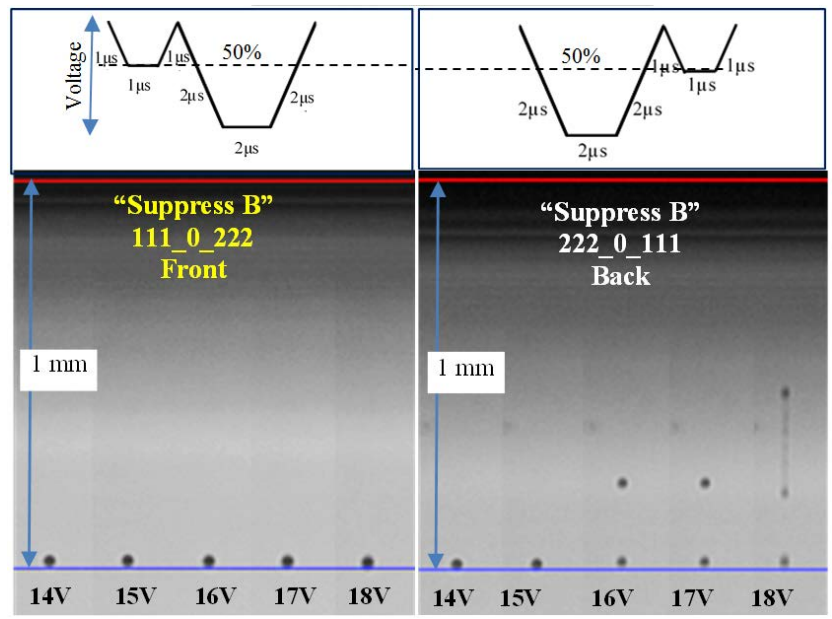 Voltage
1µs
1µs
50%
1µs
2µs
2µs
2µs
50%
1µs
1µs
1µs
2µs
2µs
2µs
“Suppress B”
111_0_222
Front
1 mm
14V 15V 16V 17V 18V
“Suppress B”
222_0_111
Back
1 mm
14V 15V 16V 17V 18V